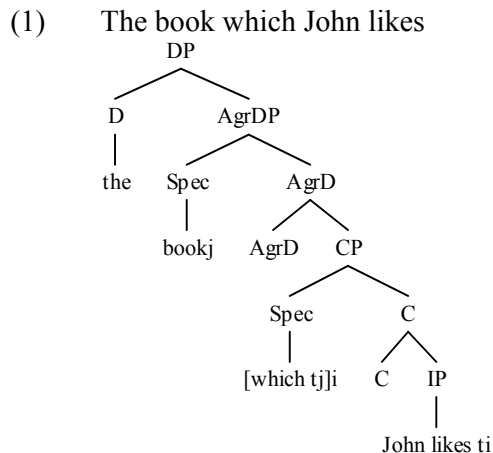 (1) The book which John likes
DP
D AgrDP
the Spec AgrD
bookj AgrD CP
Spec C
[which tj]i C IP
John likes ti